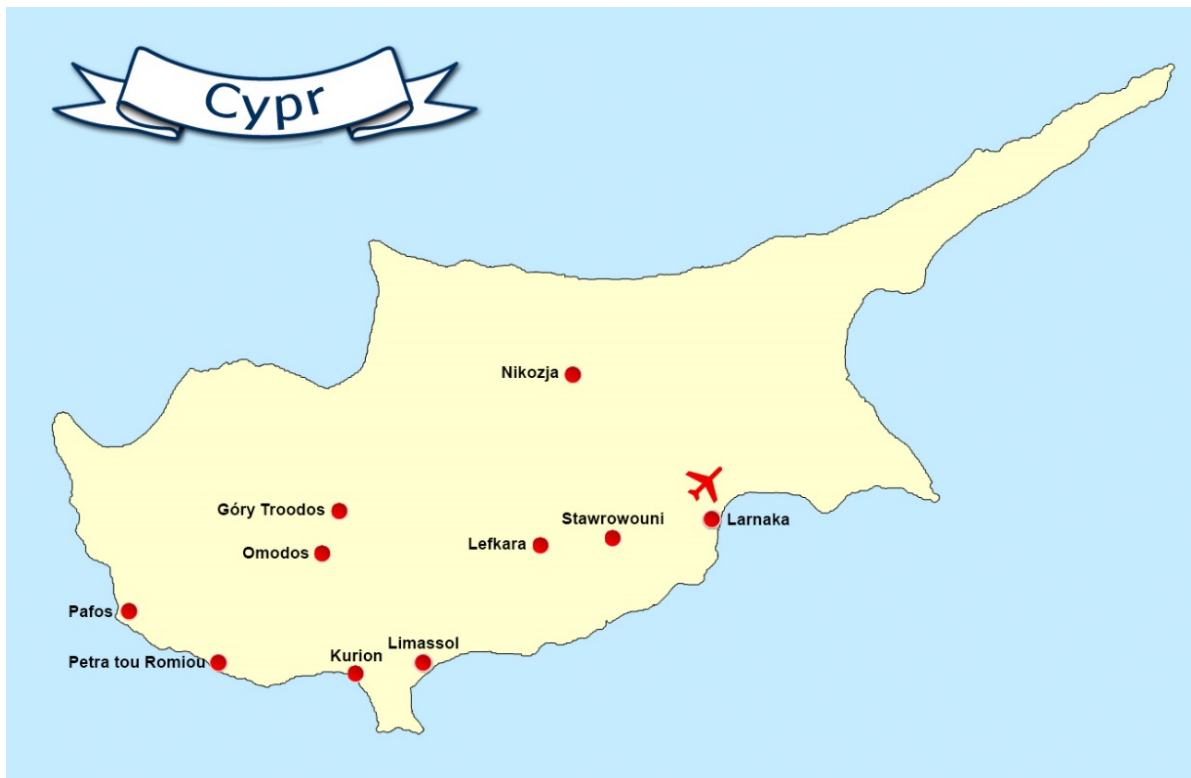 Cypr
Nikozja
Góry Troodos
Stawrowouni
Larnaka
Lefkara
Omodos
Pafos
Limassol
Kurion
Petra tou Romiou